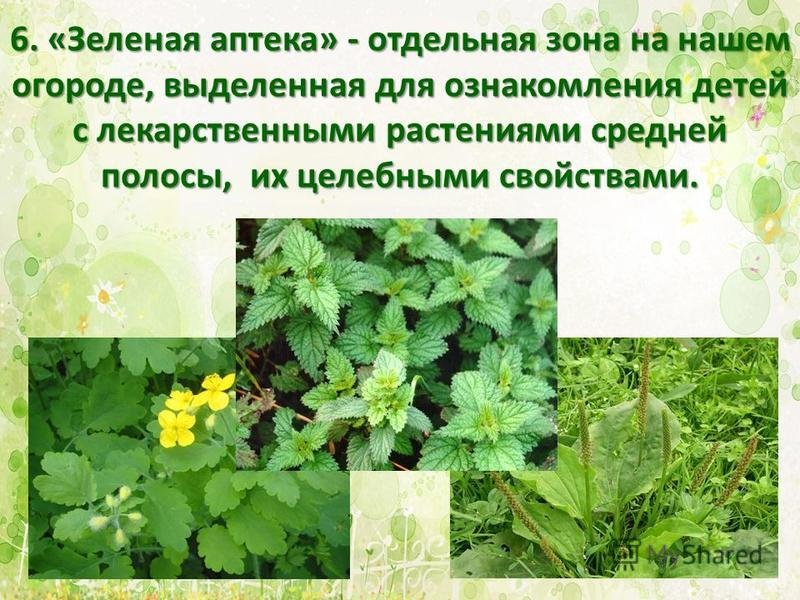 6. «Зеленая аптека» - отдельная зона на нашем
огороде, выделенная для ознакомления детей
с лекарственными растениями средней
полосы, их целебными свойствами.
MyShared